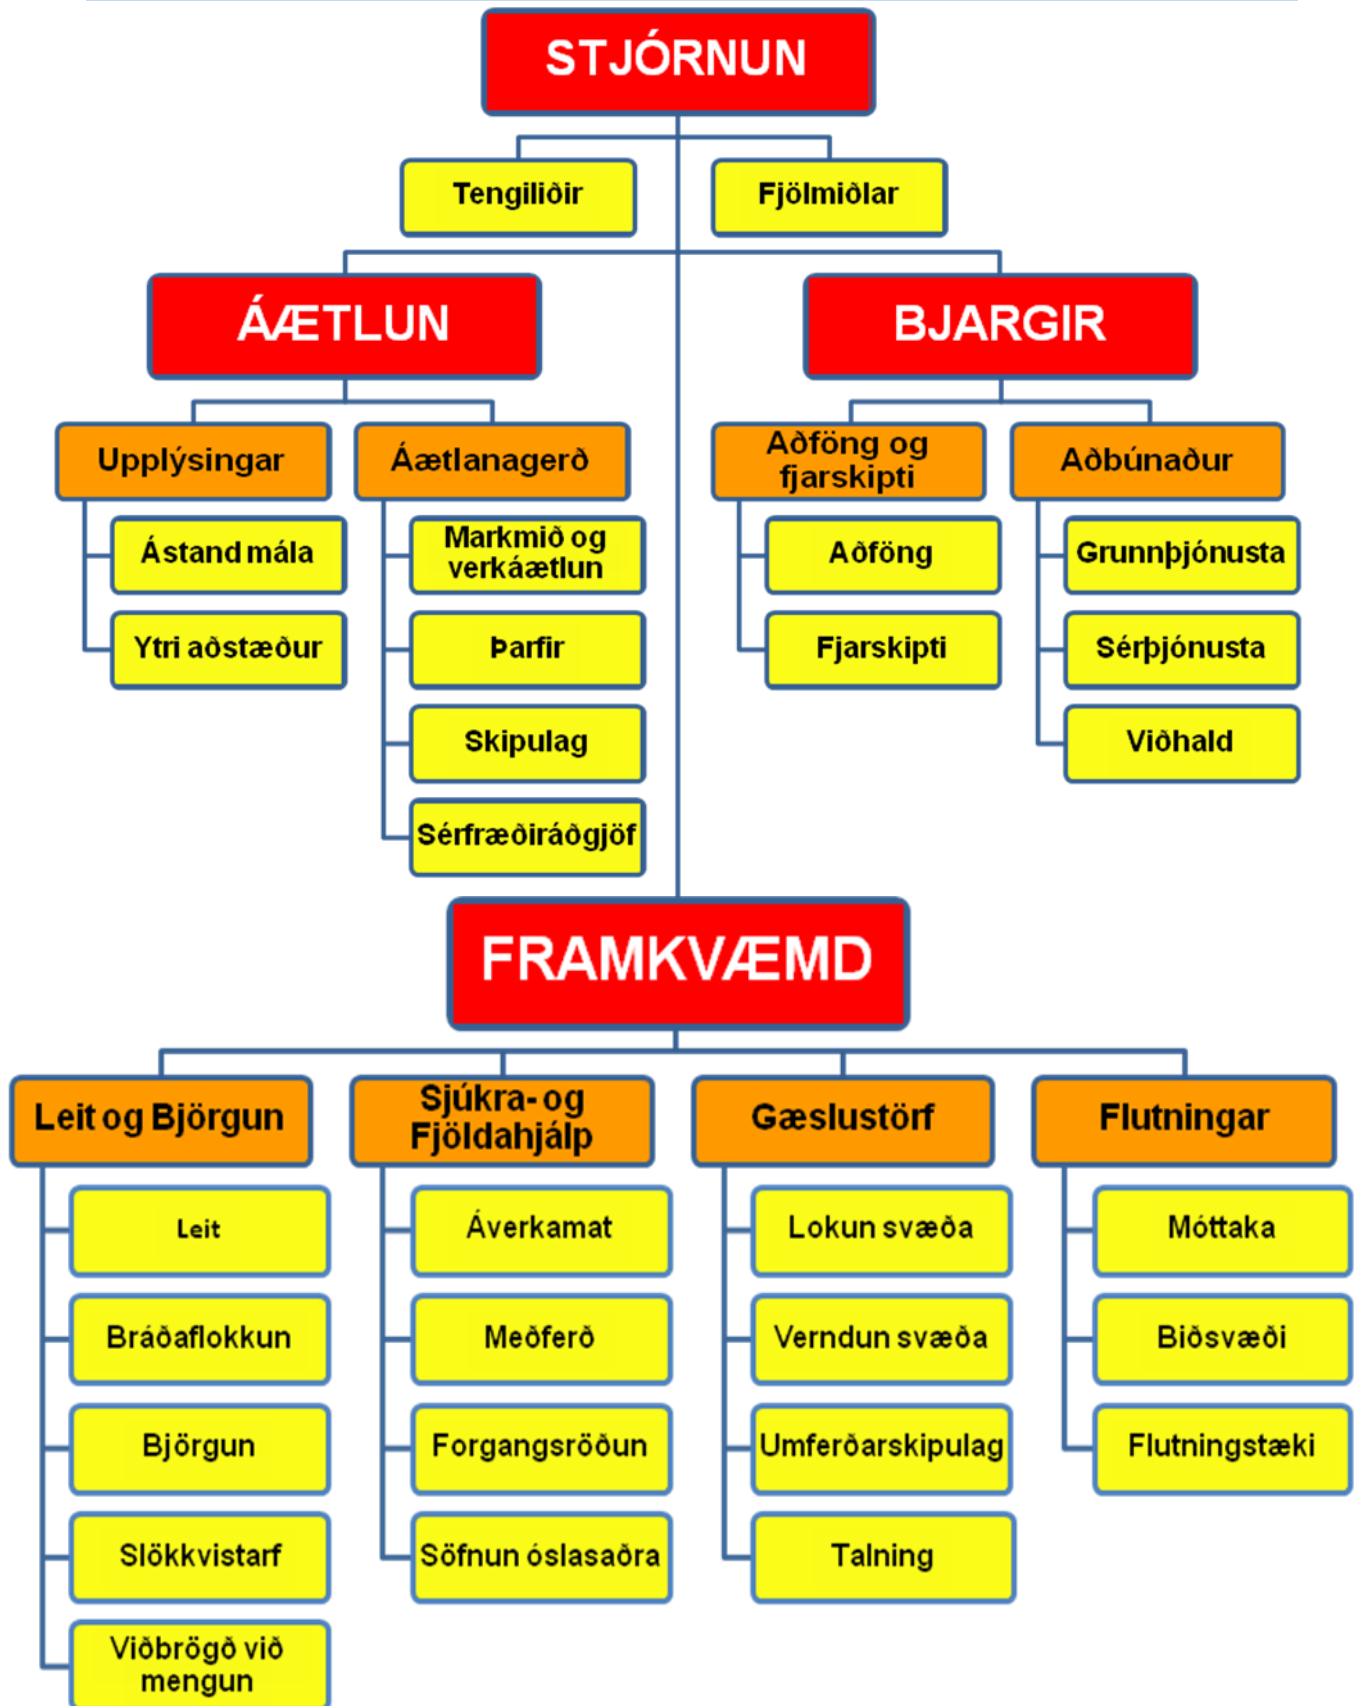 STJÓRNUN
Tengiliðir
Fjölmiðlar
ÁÆTLUN
BJARGIR
Upplýsingar
Áætlanagerð
Aðföng og
fjarskipti
Aðbúnaður
Ástand mála
Ytri aðstæður
Markmið og
verkáætlun
Þarfir
Skipulag
Sérfræðiráðgjöf
Aðföng
Fjarskipti
Grunnþjónusta
Sérþjónusta
Viðhald
FRAMKVÆMD
Leit og Björgun
Sjúkra- og
Fjöldahjálp
Gæslustörf
Flutningar
Leit
Bráðaflokkun
Björgun
Slökkvistarf
Viðbrögð við
mengun
Áverkamat
Meðferð
Forgangsröðun
Söfnun óslasaðra
Lokun svæða
Verndun svæða
Umferðarskipulag
Talning
Móttaka
Biðsvæði
Flutningstæki